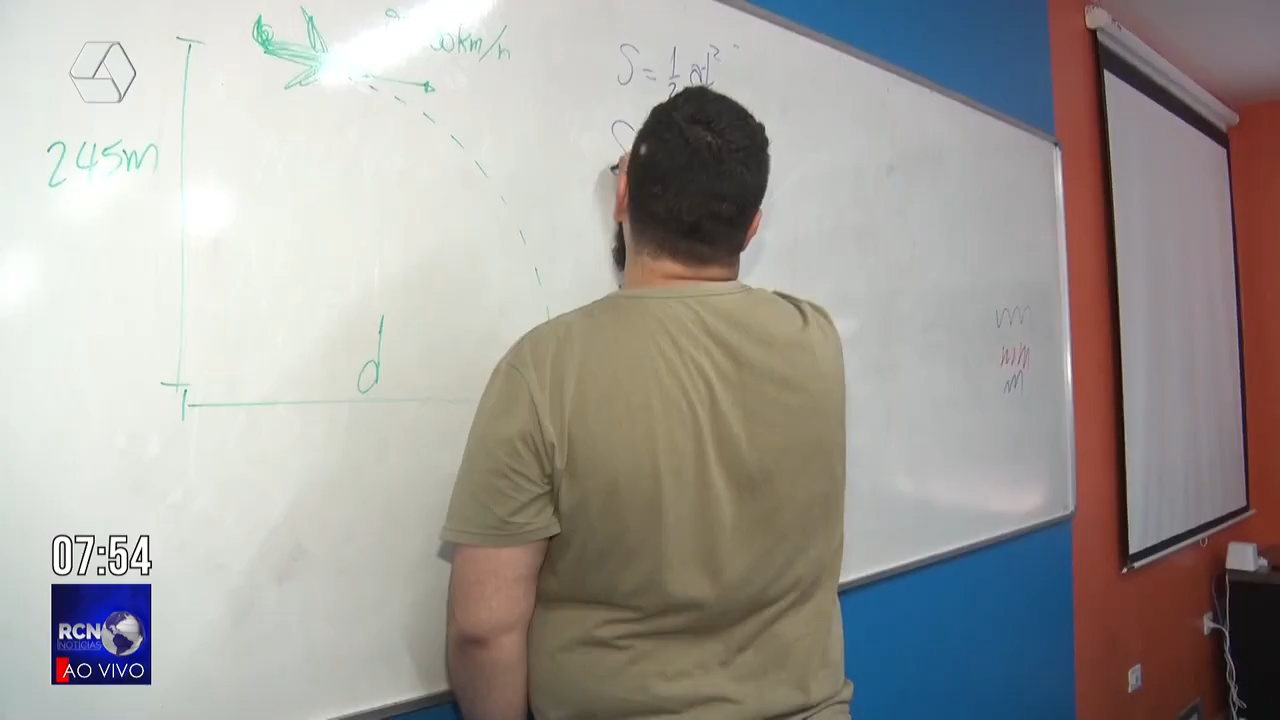 245m
km/h
S = 1/2 at²
d
07:54
RCN
NOTÍCIAS
AO VIVO